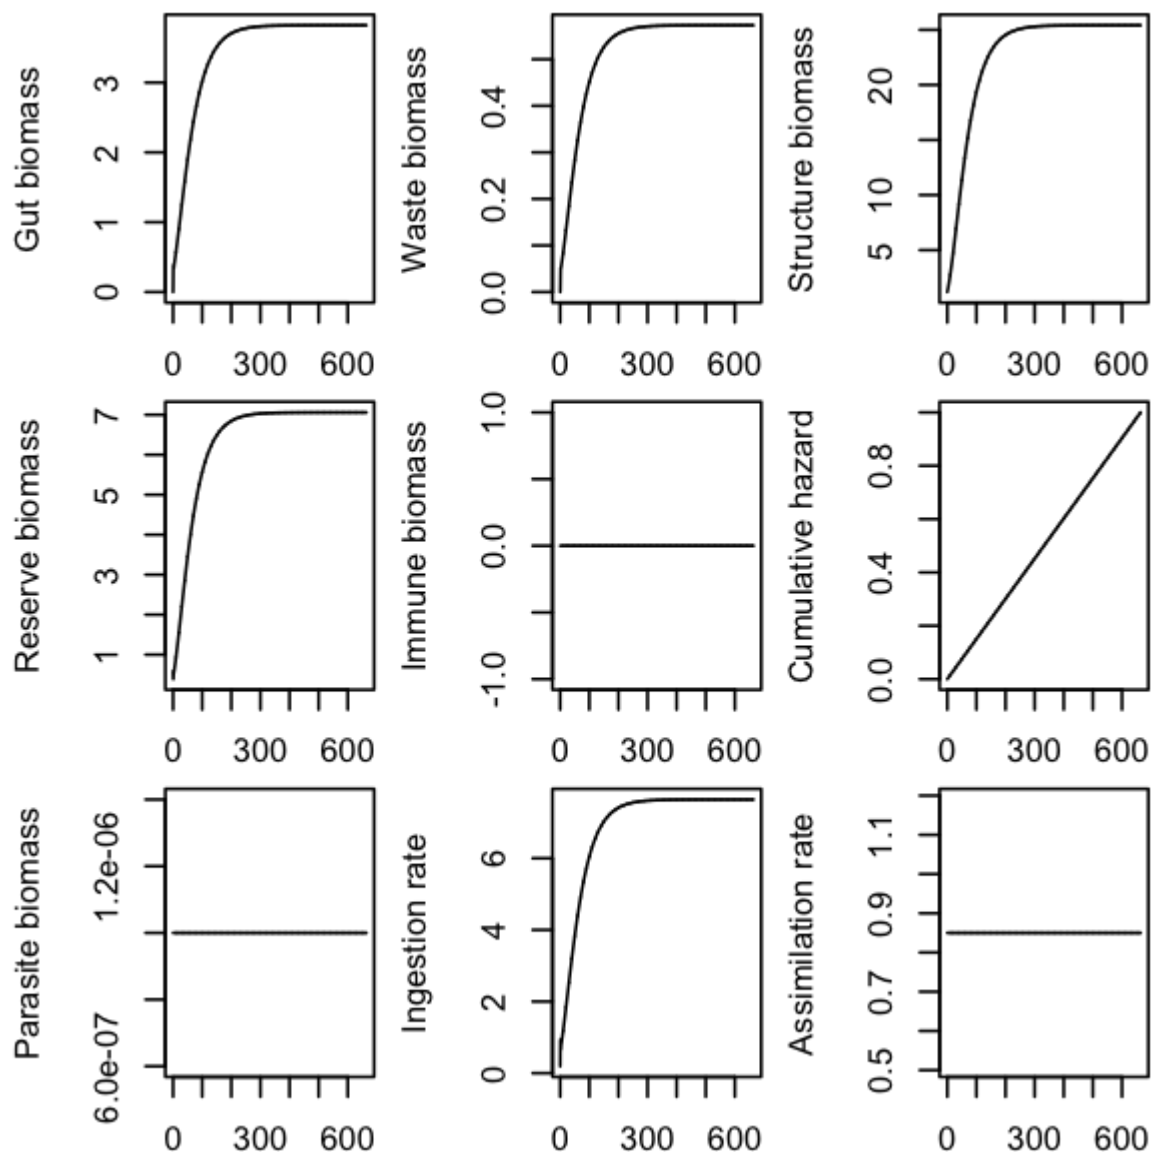 Gut biomass
0 1 2 3
0 300 600
Waste biomass
0.0 0.2 0.4
0 300 600
Structure biomass
5 10 20
0 300 600
Reserve biomass
1 3 5 7
0 300 600
Immune biomass
-1.0 0.0 1.0
0 300 600
Cumulative hazard
0.0 0.4 0.8
0 300 600
Parasite biomass
6.0e-07 1.2e-06
0 300 600
Ingestion rate
0 2 4 6
0 300 600
Assimilation rate
0.5 0.7 0.9 1.1
0 300 600